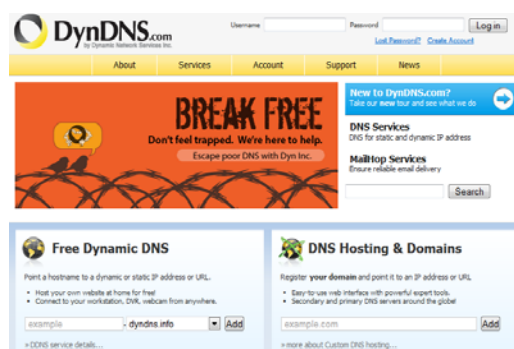 Username
Password
Log in
DynDNS.com
by Dynamic Network Services Inc.
Lost Password? Create Account
About Services Account Support News
BREAK FREE
Don't feel trapped. We're here to help.
Escape poor DNS with Dyn Inc.
New to DynDNS.com?
Take our new tour and see what we do
DNS Services
DNS for static and dynamic IP address
MailHop Services
Ensure reliable email delivery
Search
Free Dynamic DNS
Point a hostname to a dynamic or static IP address or URL.
• Host your own website at home for free!
• Connect to your workstation, DVR, webcam from anywhere.
example . dyndns.info Add
» DDNS service details...
DNS Hosting & Domains
Register your domain and point it to an IP address or URL.
• Easy-to-use web interface with powerful expert tools.
• Secondary and primary DNS servers around the globe!
example.com Add
» more about Custom DNS hosting...